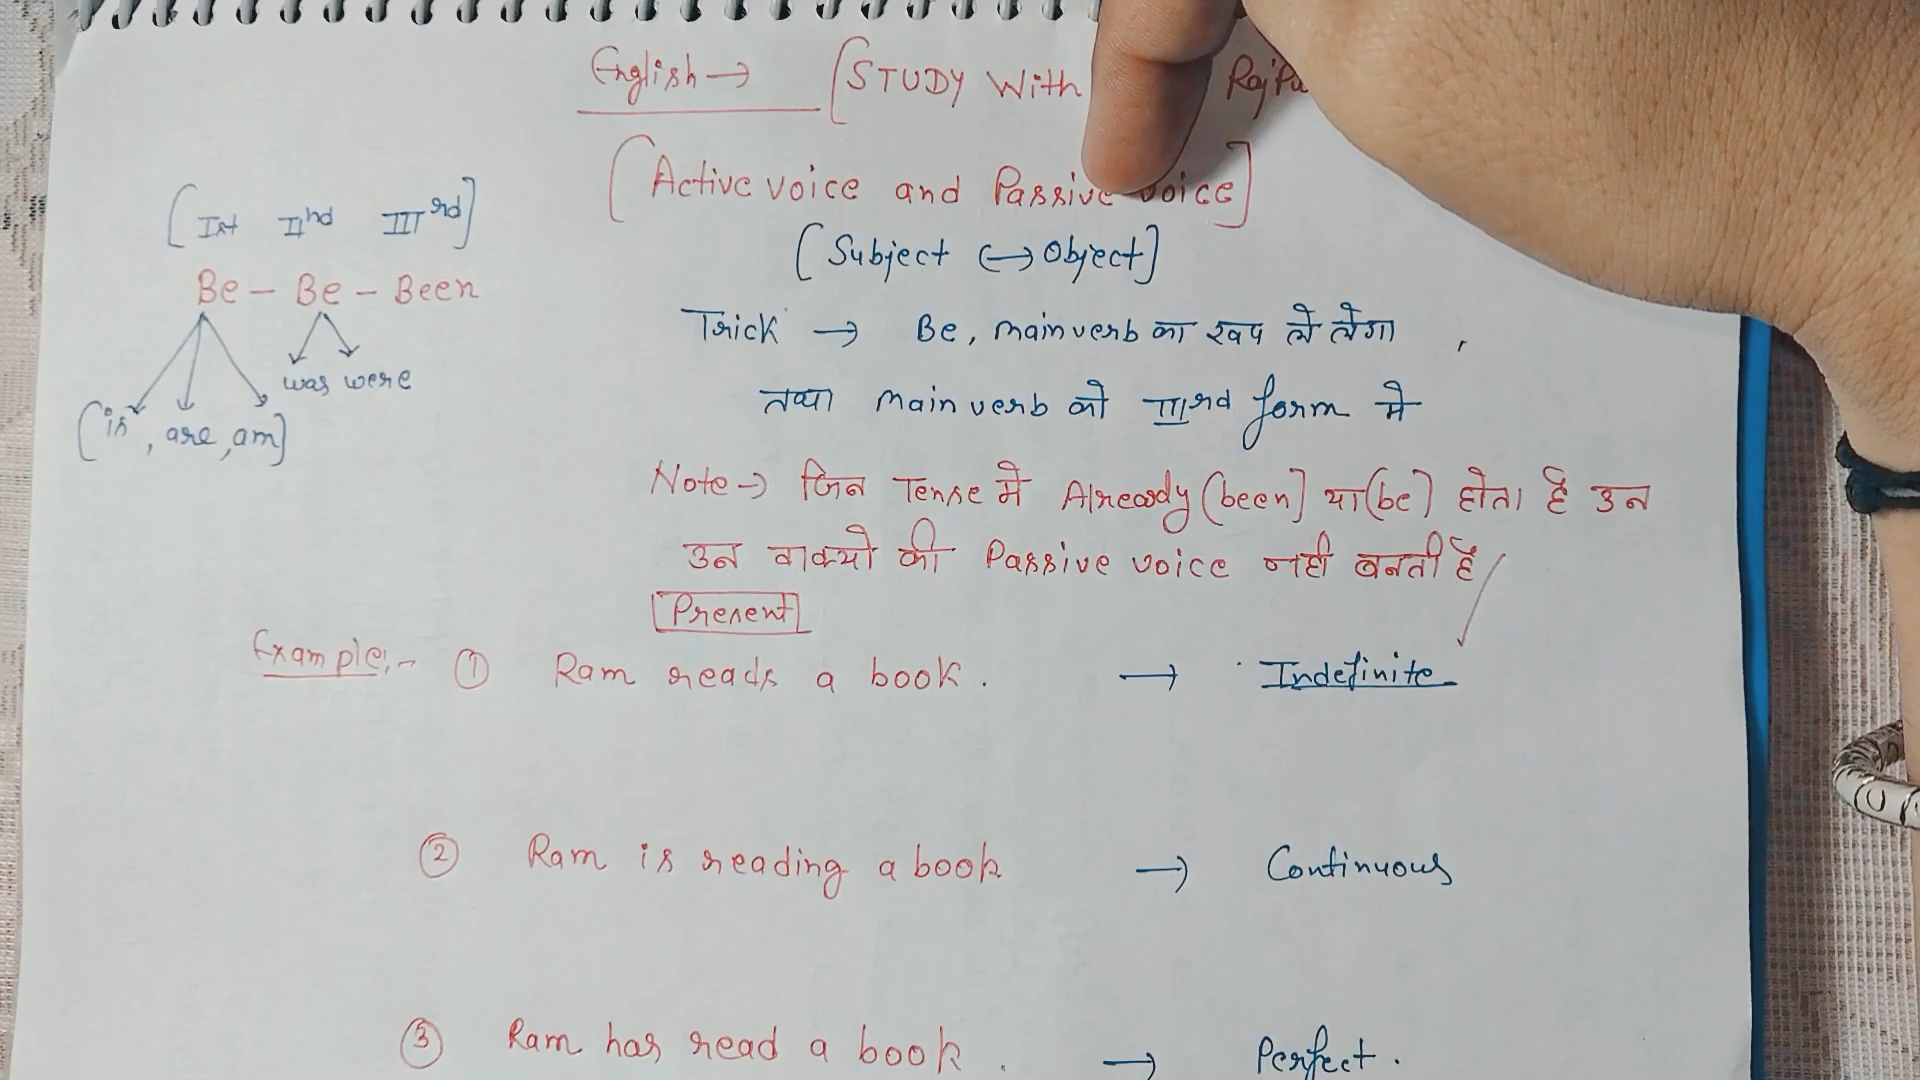 English → [STUDY With
[Active voice and Passive voice]
[Subject ↔ Object]
[Ist IInd IIIrd]
Be - Be - Been
was were
[is, are, am]
Trick → Be, main verb का रूप ले लेगा,
तथा main verb की IIIrd form मे
Note → जिन Tense मे Already (been] या (be) होता है उन
उन वाक्यो की Passive voice नही बनती है
Present
Example:- ① Ram reads a book. → Indefinite
② Ram is reading a book → Continuous
③ Ram has read a book. → Perfect.